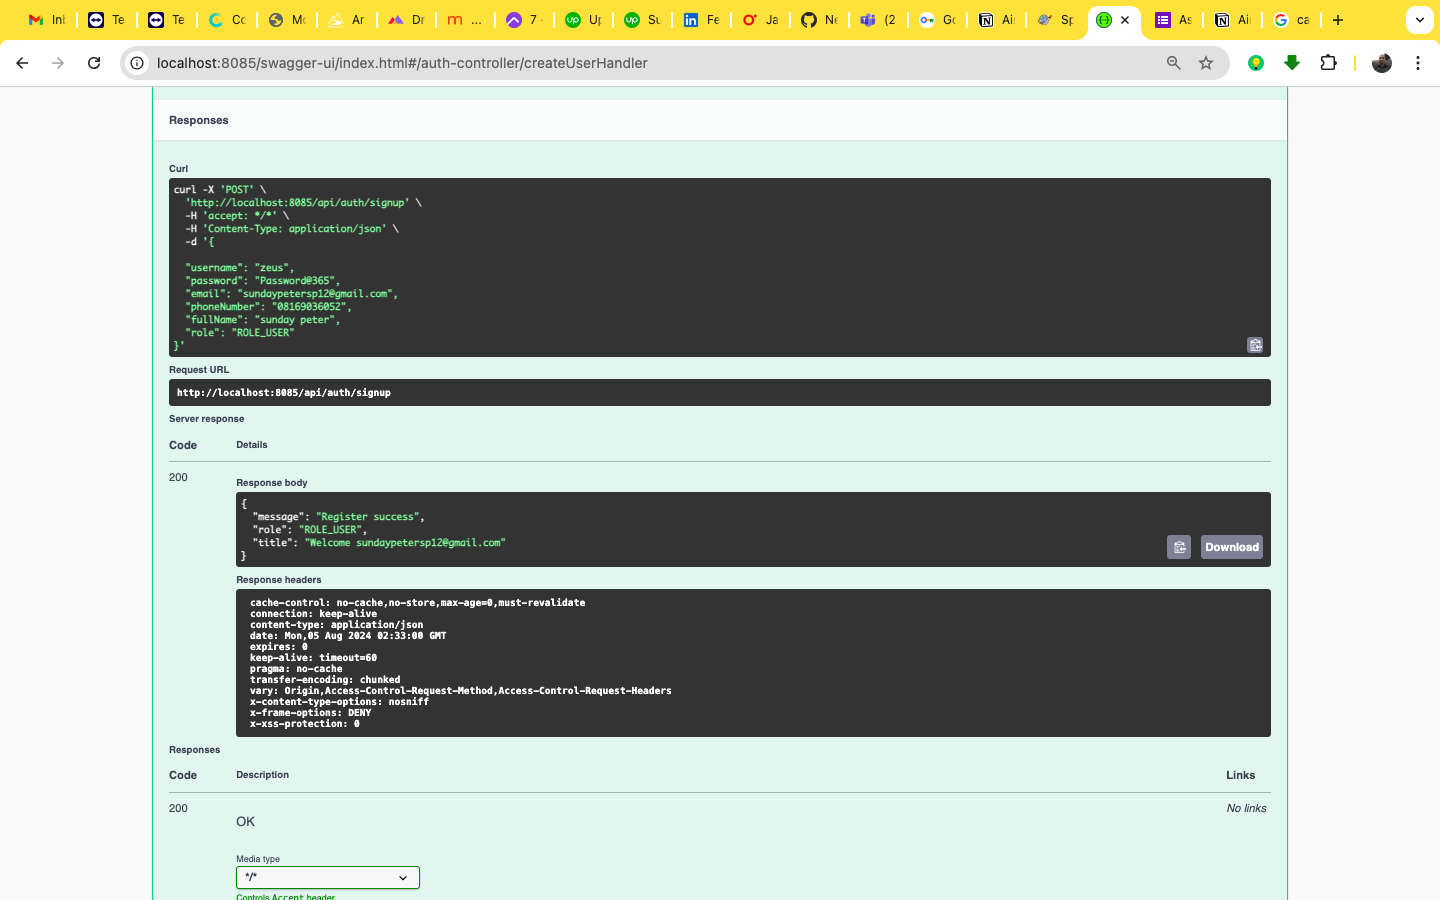 Inb
Te
Te
Co
Mo
Ar
Dr
...
7
Up
Su
Fe
Ja
Ne
(2
Go
Air
Sp
As
Air
ca
localhost:8085/swagger-ui/index.html#/auth-controller/createUserHandler
Responses
Curl
curl -X 'POST' \
'http://localhost:8085/api/auth/signup' \
-H 'accept: */*' \
-H 'Content-Type: application/json' \
-d '{
"username": "zeus",
"password": "Password@365",
"email": "sundaypetersp12@gmail.com",
"phoneNumber": "08169036052",
"fullName": "sunday peter",
"role": "ROLE_USER"
}'
Request URL
http://localhost:8085/api/auth/signup
Server response
Code Details
200
Response body
{
"message": "Register success",
"role": "ROLE_USER",
"title": "Welcome sundaypetersp12@gmail.com"
}
Download
Response headers
cache-control: no-cache,no-store,max-age=0,must-revalidate
connection: keep-alive
content-type: application/json
date: Mon,05 Aug 2024 02:33:00 GMT
expires: 0
keep-alive: timeout=60
pragma: no-cache
transfer-encoding: chunked
vary: Origin,Access-Control-Request-Method,Access-Control-Request-Headers
x-content-type-options: nosniff
x-frame-options: DENY
x-xss-protection: 0
Responses
Code Description Links
200 No links
OK
Media type
*/*
Controls Accept header